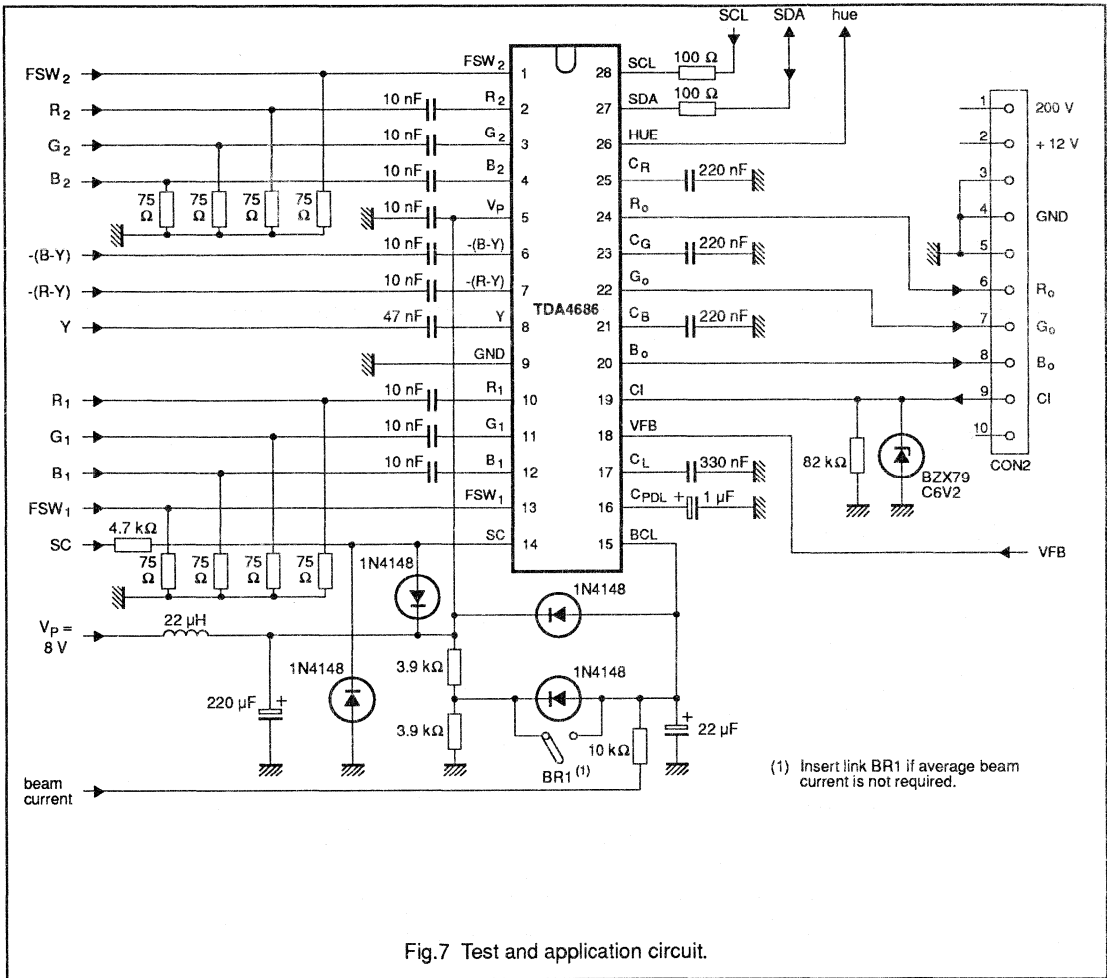 SCL SDA hue
FSW2 FSW2 1 28 SCL 100 Ω
R2 10 nF R2 2 27 SDA 100 Ω 1 200 V
G2 10 nF G2 3 26 HUE 2 + 12 V
B2 10 nF B2 4 25 CR 220 nF 3
75 Ω 75 Ω 75 Ω 75 Ω 10 nF VP 5 24 Ro 4 GND
-(B-Y) 10 nF -(B-Y) 6 23 CG 220 nF 5
-(R-Y) 10 nF -(R-Y) 7 22 Go 6 Ro
TDA4686
Y 47 nF Y 8 21 CB 220 nF 7 Go
GND 9 20 Bo 8 Bo
R1 10 nF R1 10 19 CI 9 CI
G1 10 nF G1 11 18 VFB 10
B1 10 nF B1 12 17 CL 330 nF 82 kΩ BZX79 C6V2 CON2
FSW1 FSW1 13 16 CPDL + 1 µF
SC 4.7 kΩ SC 14 15 BCL VFB
75 Ω 75 Ω 75 Ω 75 Ω 1N4148 1N4148
VP = 8 V 22 µH
1N4148 3.9 kΩ 1N4148
220 µF + 3.9 kΩ BR1 (1) 10 kΩ + 22 µF
beam current
(1) Insert link BR1 if average beam
current is not required.
Fig.7 Test and application circuit.